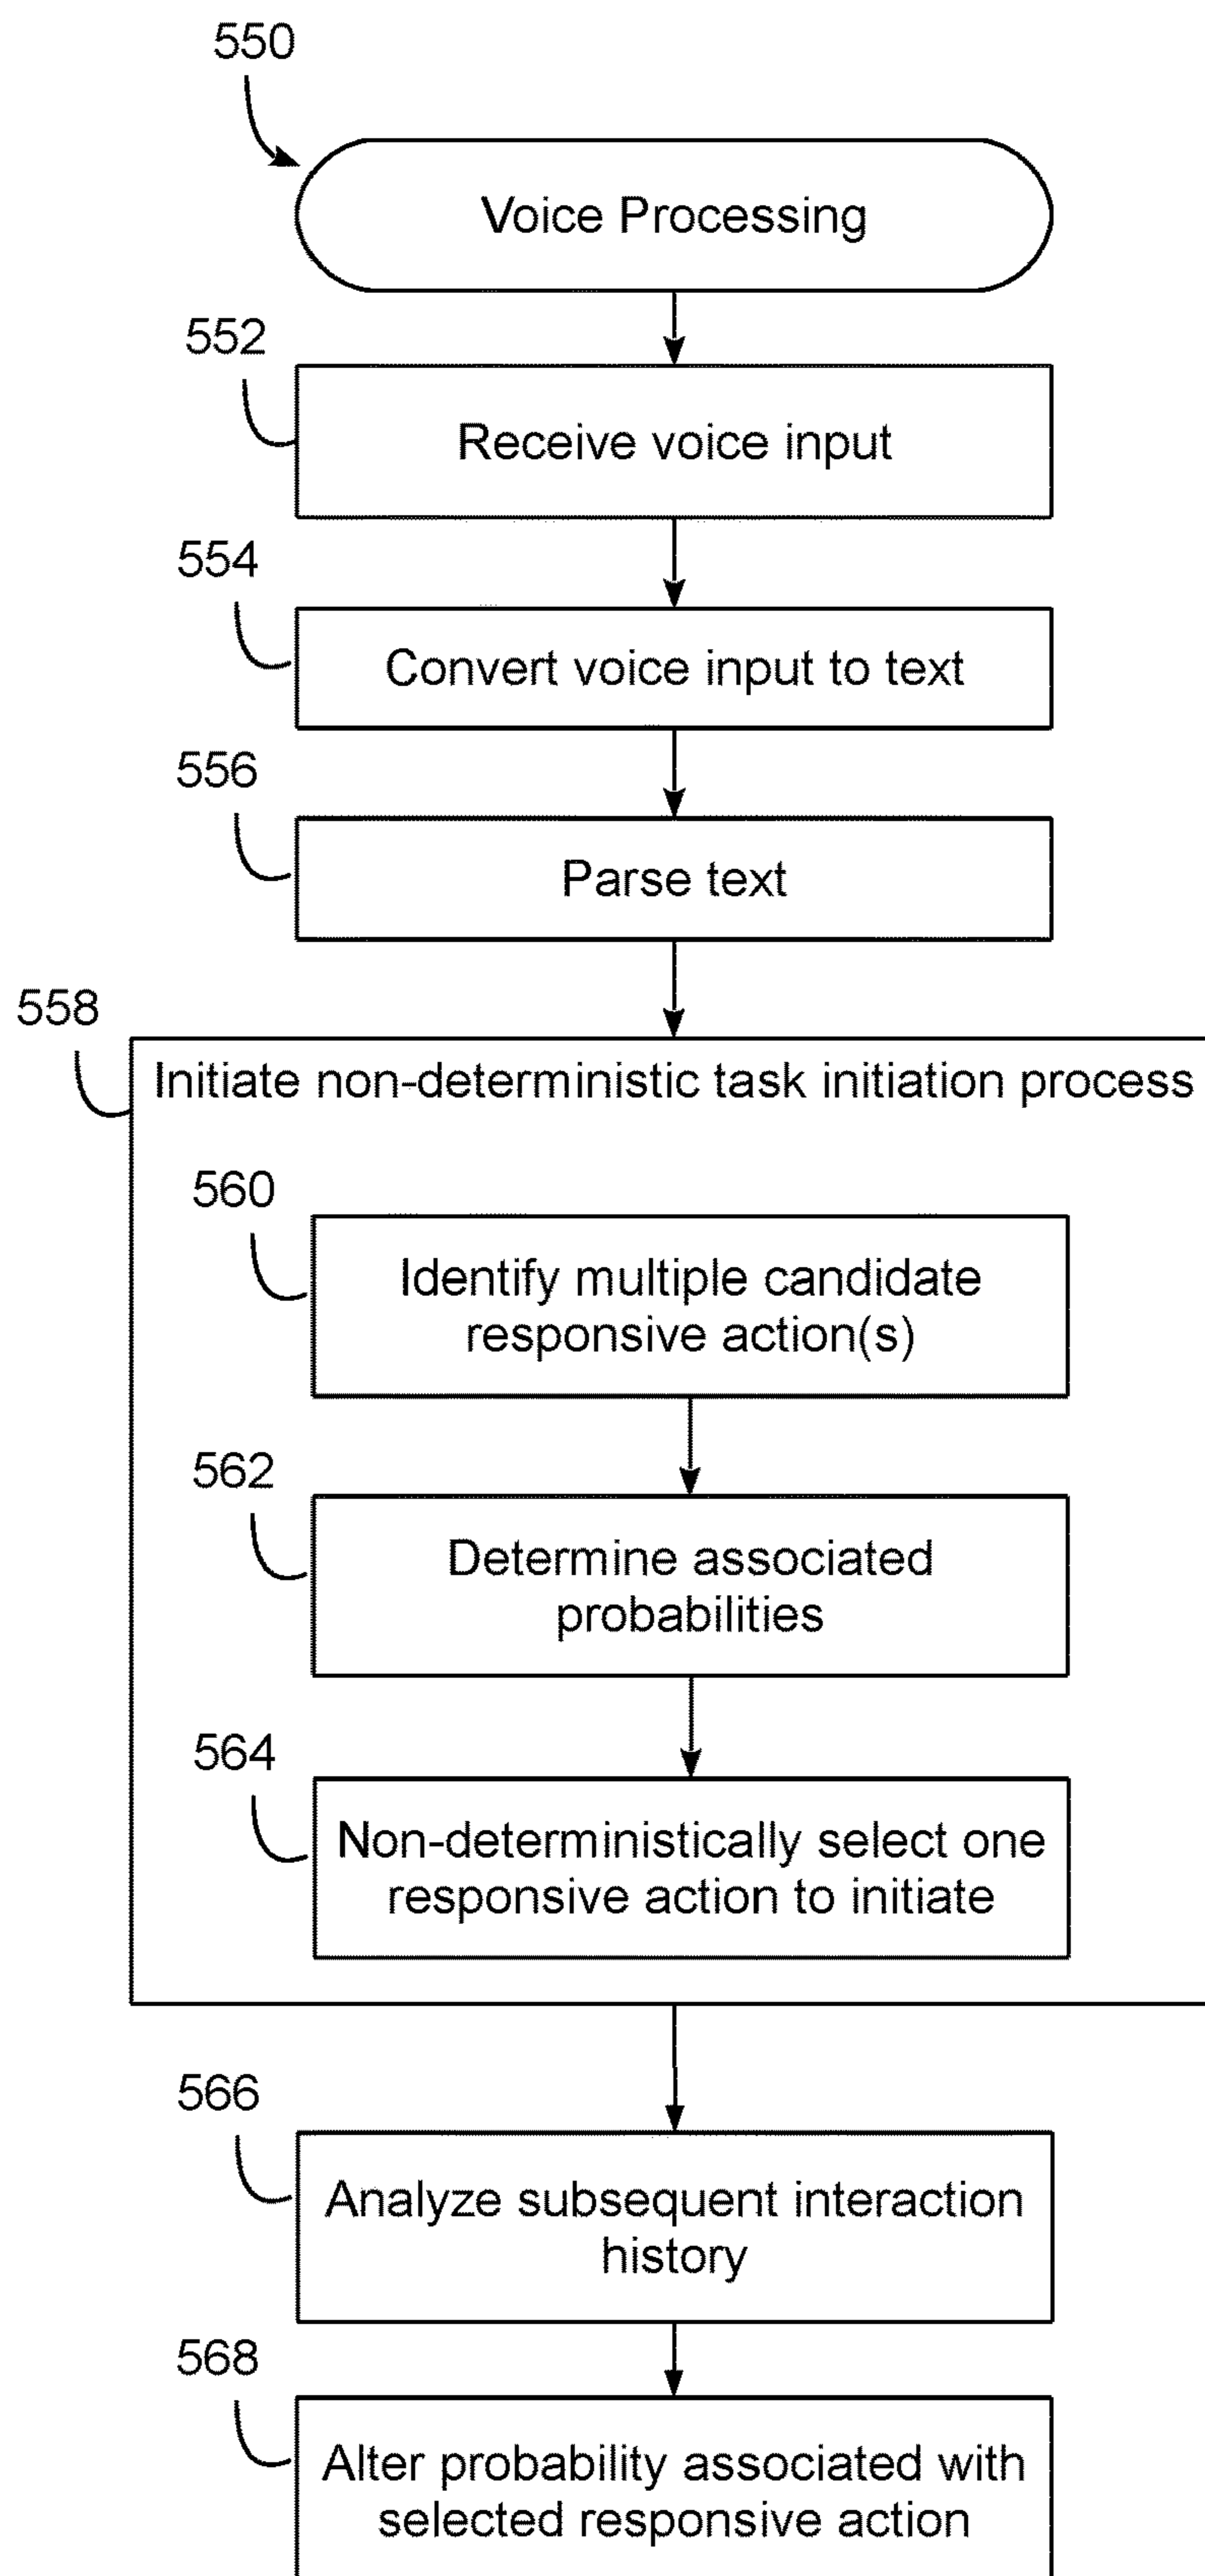 550
Voice Processing
552
Receive voice input
554
Convert voice input to text
556
Parse text
558
Initiate non-deterministic task initiation process
560
Identify multiple candidate
responsive action(s)
562
Determine associated
probabilities
564
Non-deterministically select one
responsive action to initiate
566
Analyze subsequent interaction
history
568
Alter probability associated with
selected responsive action